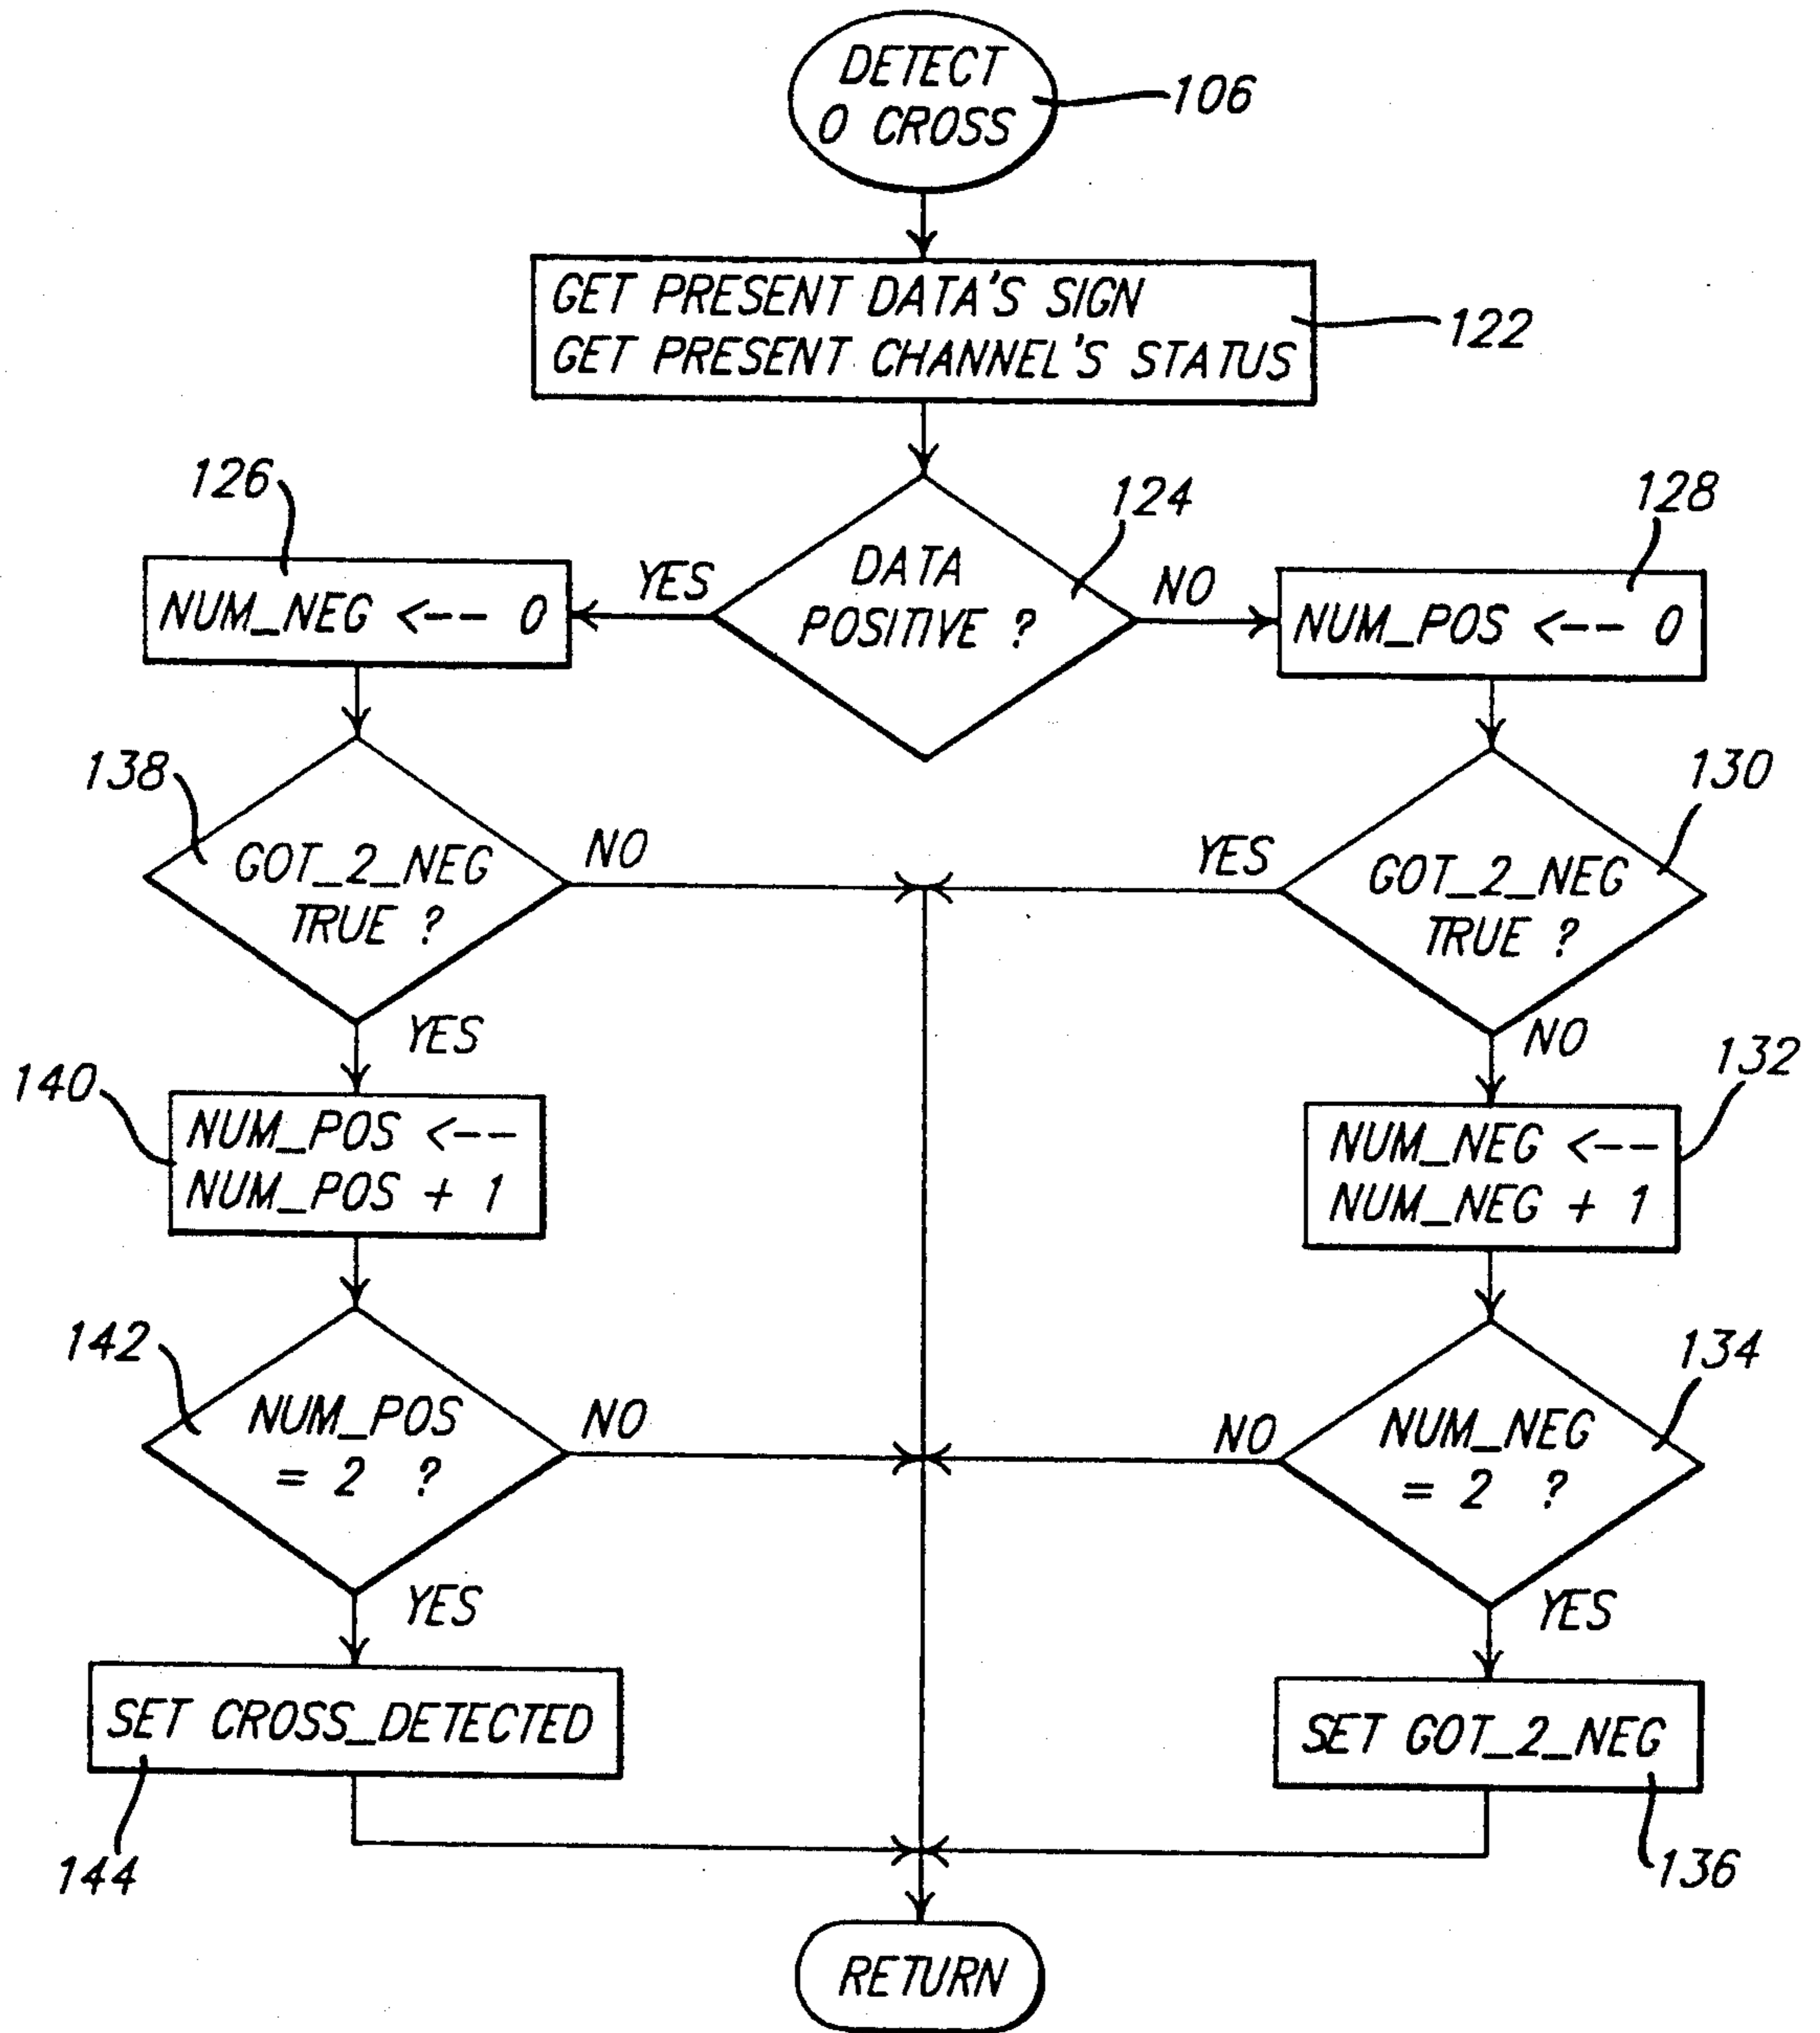 DETECT
0 CROSS
106
GET PRESENT DATA'S SIGN
GET PRESENT CHANNEL'S STATUS
122
126
124
128
NUM_NEG <-- 0
YES
DATA
POSITIVE ?
NO
NUM_POS <-- 0
138
130
GOT_2_NEG
TRUE ?
NO
YES
GOT_2_NEG
TRUE ?
YES
NO
140
132
NUM_POS <--
NUM_POS + 1
NUM_NEG <--
NUM_NEG + 1
142
134
NUM_POS
= 2 ?
NO
NO
NUM_NEG
= 2 ?
YES
YES
SET CROSS_DETECTED
SET GOT_2_NEG
144
136
RETURN